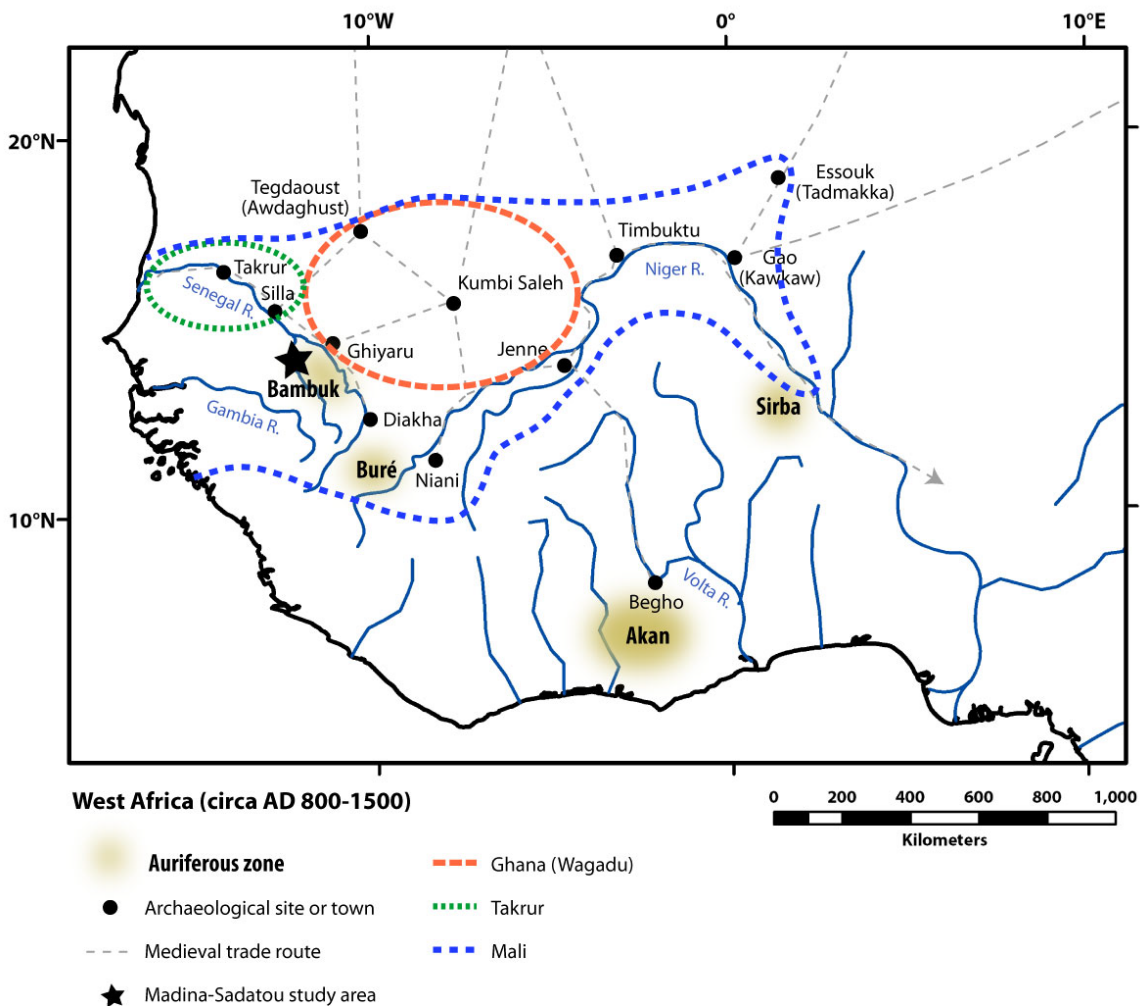 10°W
0°
10°E
20°N
10°N
Essouk
(Tadmakka)
Tegdaoust
(Awdaghust)
Timbuktu
Gao
(Kawkaw)
Niger R.
Takrur
Silla
Senegal R.
Kumbi Saleh
Ghiyaru
Jenne
Bambuk
Sirba
Gambia R.
Diakha
Buré
Niani
Volta R.
Begho
Akan
West Africa (circa AD 800-1500)
0 200 400 600 800 1,000
Kilometers
Auriferous zone
Ghana (Wagadu)
Archaeological site or town
Takrur
Medieval trade route
Mali
Madina-Sadatou study area